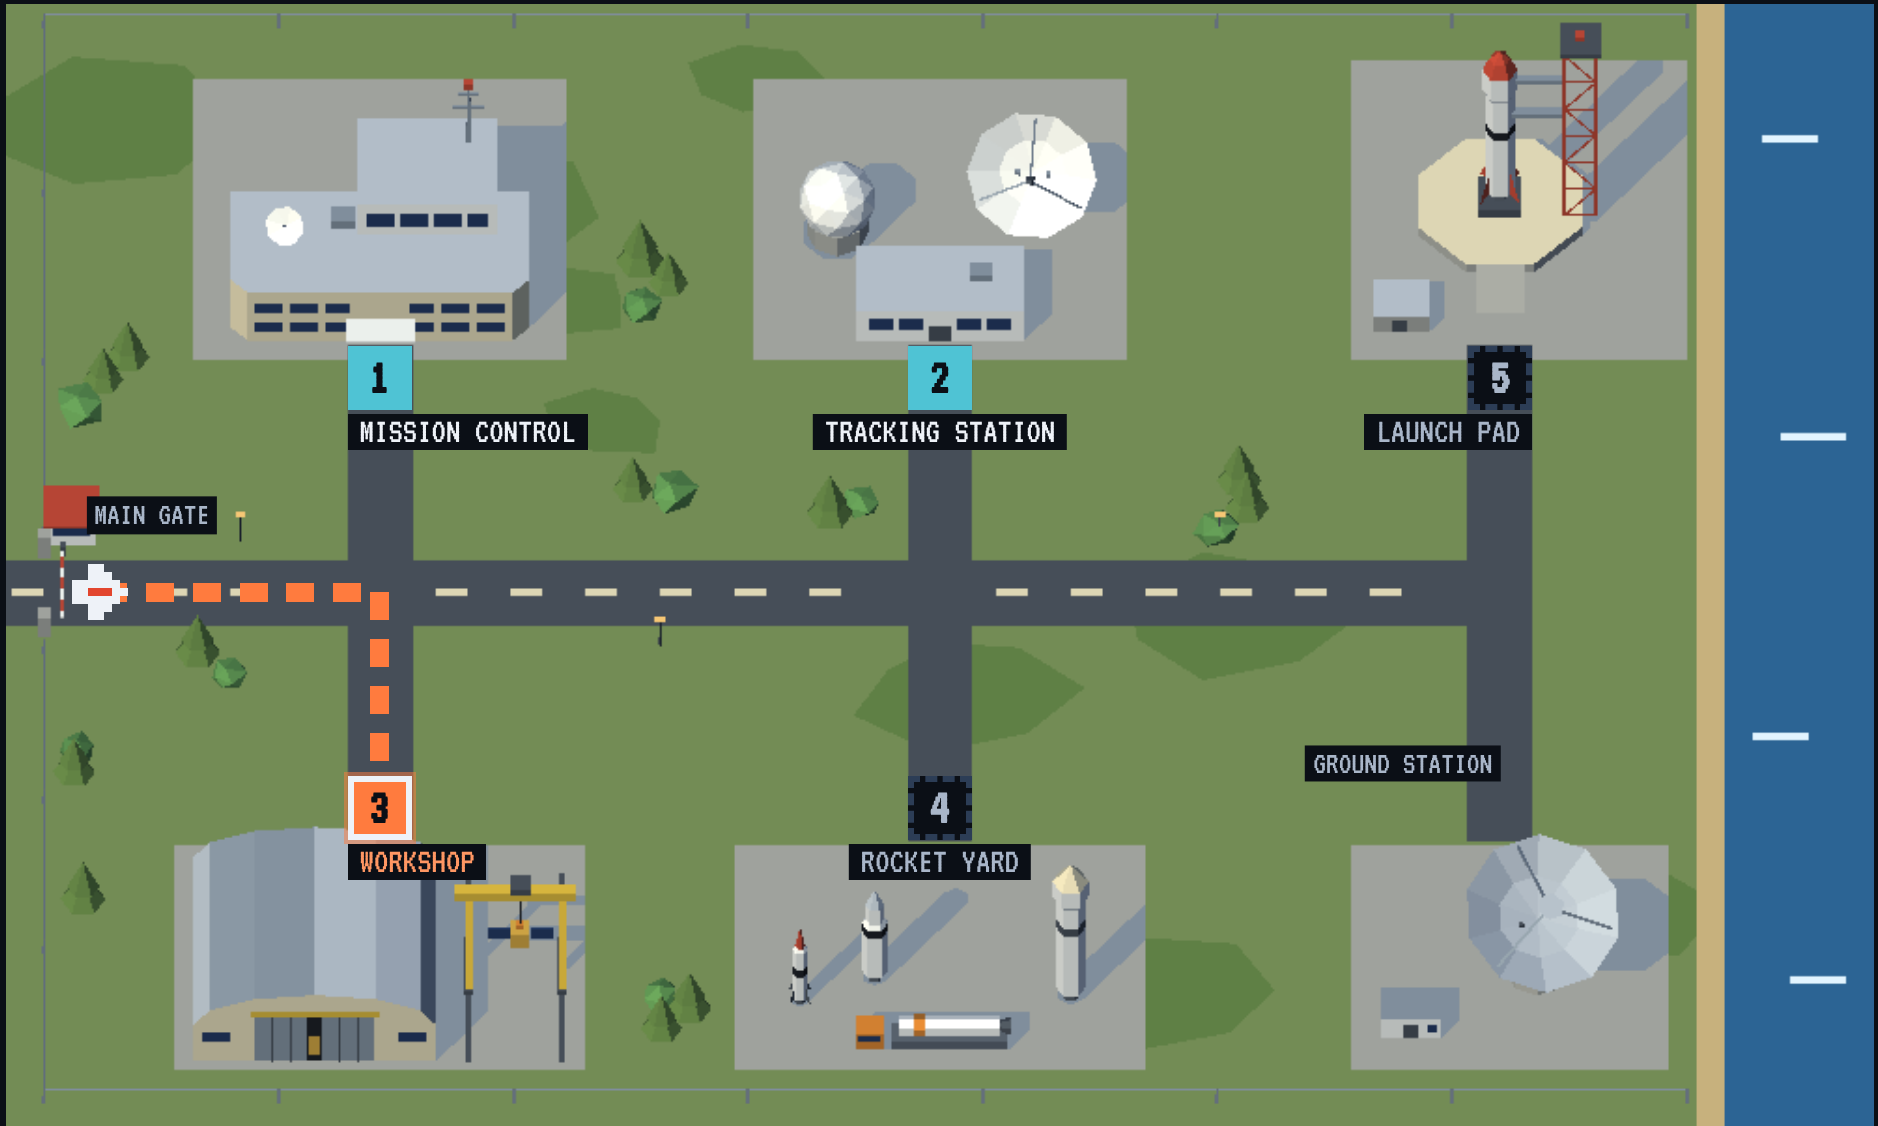 1
MISSION CONTROL
2
TRACKING STATION
5
LAUNCH PAD
MAIN GATE
3
WORKSHOP
4
ROCKET YARD
GROUND STATION